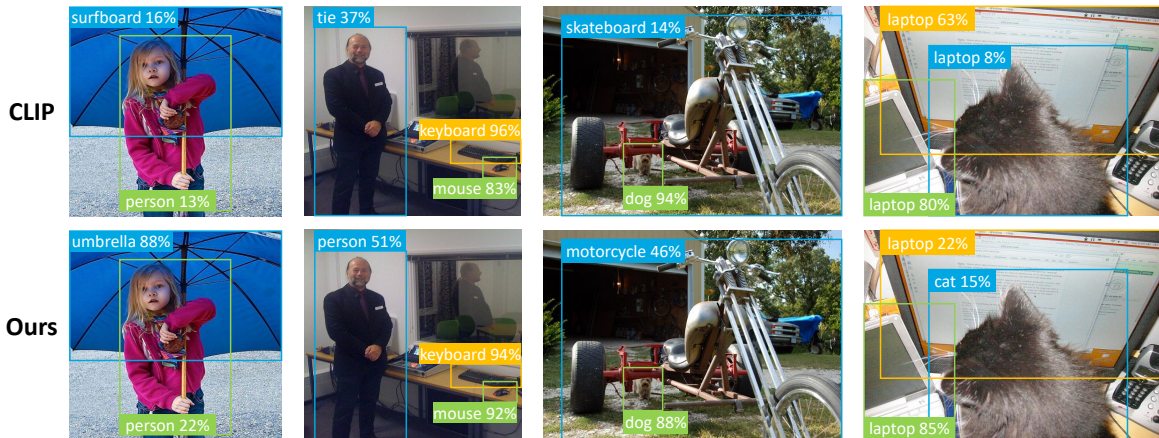 CLIP
surfboard 16%
person 13%
tie 37%
keyboard 96%
mouse 83%
skateboard 14%
dog 94%
laptop 63%
laptop 8%
laptop 80%
Ours
umbrella 88%
person 22%
person 51%
keyboard 94%
mouse 92%
motorcycle 46%
dog 88%
laptop 22%
cat 15%
laptop 85%